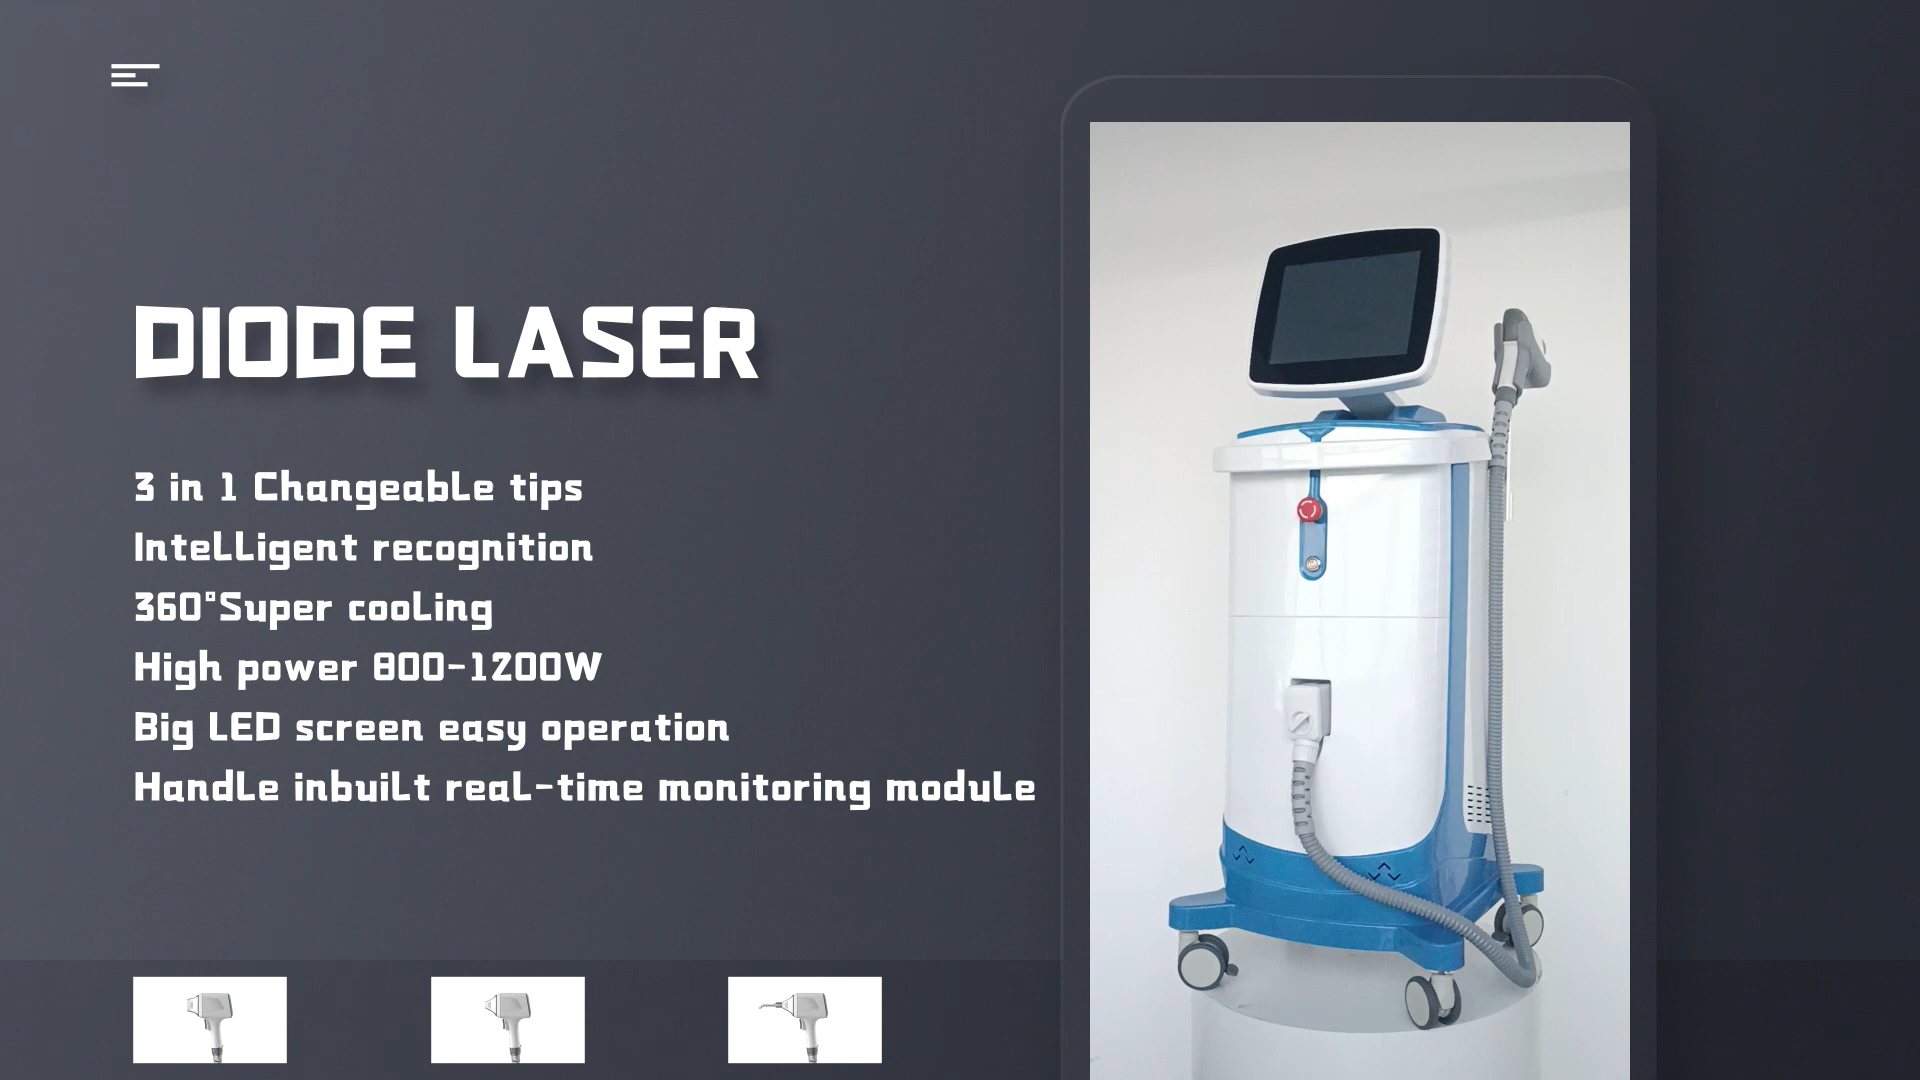 DIODE LASER
3 in 1 Changeable tips
Intelligent recognition
360°Super cooling
High power 800-1200W
Big LED screen easy operation
Handle inbuilt real-time monitoring module